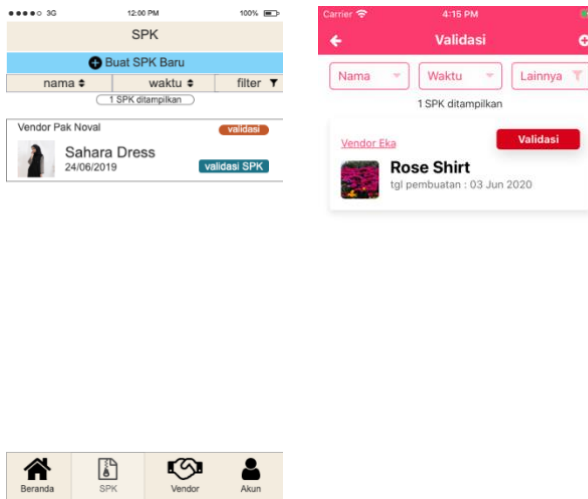 3G 12:00 PM 100%
SPK
Buat SPK Baru
nama waktu filter
1 SPK ditampilkan
Vendor Pak Noval validasi
Sahara Dress
24/06/2019 validasi SPK
Beranda SPK Vendor Akun
Carrier 4:15 PM
Validasi
Nama Waktu Lainnya
1 SPK ditampilkan
Vendor Eka Validasi
Rose Shirt
tgl pembuatan : 03 Jun 2020